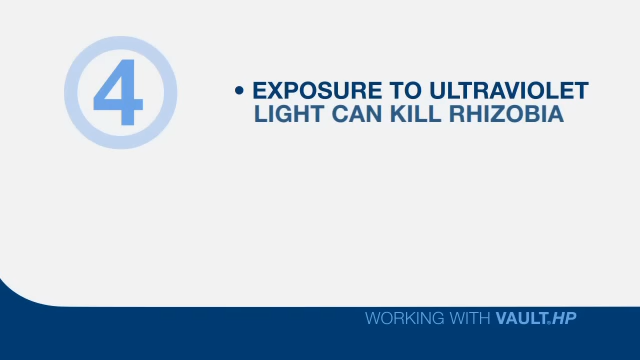 4
• EXPOSURE TO ULTRAVIOLET
LIGHT CAN KILL RHIZOBIA
WORKING WITH VAULT® HP